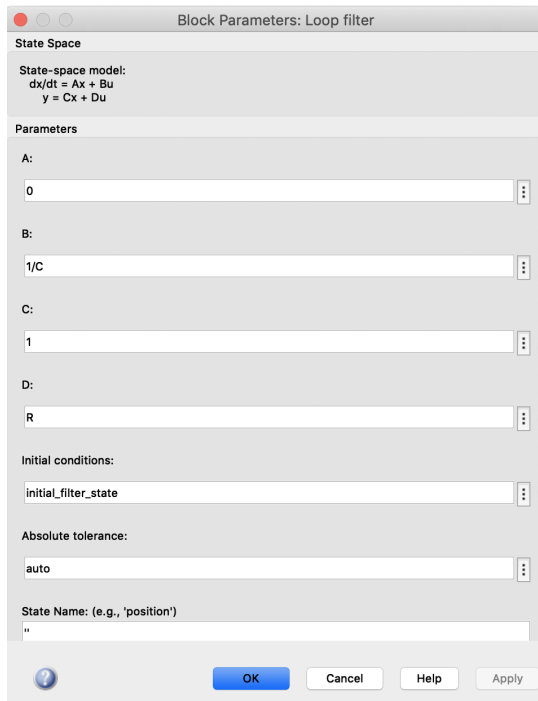 Block Parameters: Loop filter
State Space
State-space model:
dx/dt = Ax + Bu
y = Cx + Du
Parameters
A:
0
B:
1/C
C:
1
D:
R
Initial conditions:
initial_filter_state
Absolute tolerance:
auto
State Name: (e.g., 'position')
''
? OK Cancel Help Apply